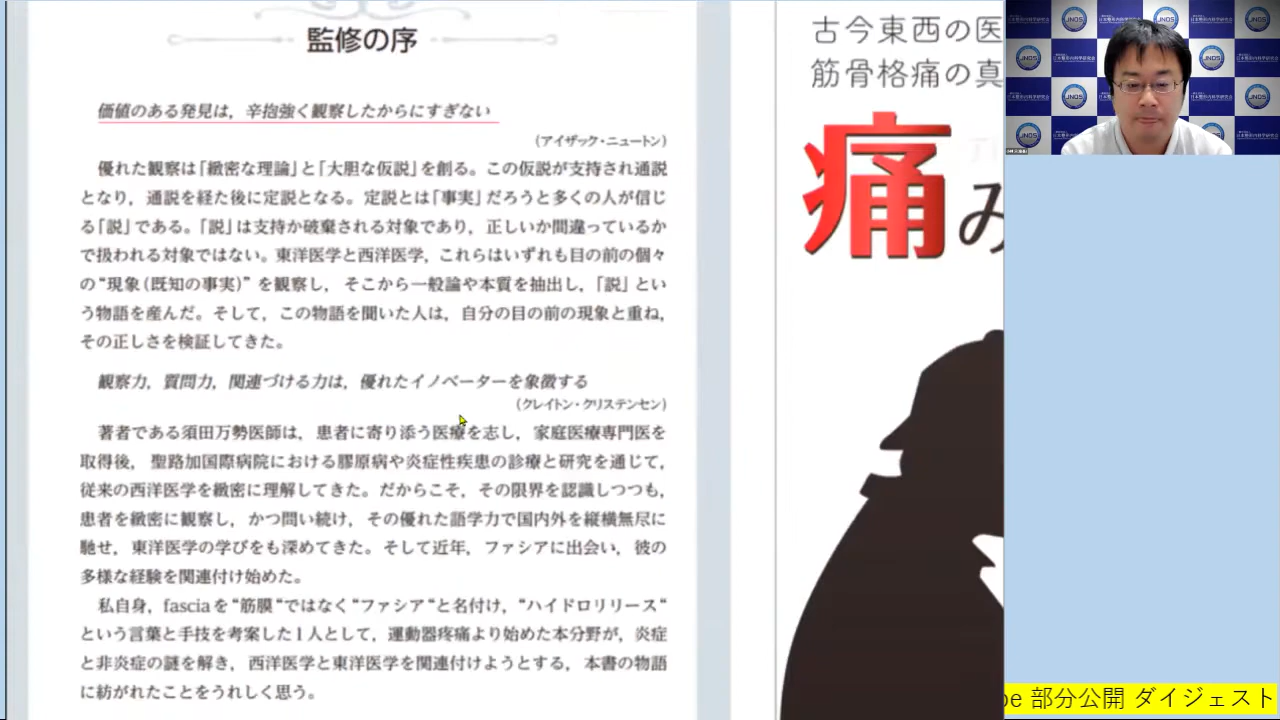 監修の序
価値のある発見は，辛抱強く観察したからにすぎない
（アイザック・ニュートン）
優れた観察は「緻密な理論」と「大胆な仮説」を創る。この仮説が支持され通説
となり，通説を経た後に定説となる。定説とは「事実」だろうと多くの人が信じ
る「説」である。「説」は支持か破棄される対象であり，正しいか間違っているか
で扱われる対象ではない。東洋医学と西洋医学，これらはいずれも目の前の個々
の“現象（既知の事実）” を観察し， そこから一般論や本質を抽出し，「説」とい
う物語を産んだ。そして，この物語を聞いた人は，自分の目の前の現象と重ね，
その正しさを検証してきた。
観察力，質問力，関連づける力は，優れたイノベーターを象徴する
（クレイトン・クリステンセン）
著者である須田万勢医師は，患者に寄り添う医療を志し，家庭医療専門医を
取得後， 聖路加国際病院における膠原病や炎症性疾患の診療と研究を通じて，
従来の西洋医学を緻密に理解してきた。だからこそ，その限界を認識しつつも，
患者を緻密に観察し，かつ問い続け，その優れた語学力で国内外を縦横無尽に
馳せ，東洋医学の学びをも深めてきた。そして近年，ファシアに出会い，彼の
多様な経験を関連付け始めた。
私自身，fasciaを“筋膜“ではなく“ファシア“と名付け，“ハイドロリリース“
という言葉と手技を考案した1人として，運動器疼痛より始めた本分野が，炎症
と非炎症の謎を解き，西洋医学と東洋医学を関連付けようとする，本書の物語
に紡がれたことをうれしく思う。
古今東西の医
筋骨格痛の真
痛み
JNOS
日本整形内科学研究会
be 部分公開 ダイジェスト